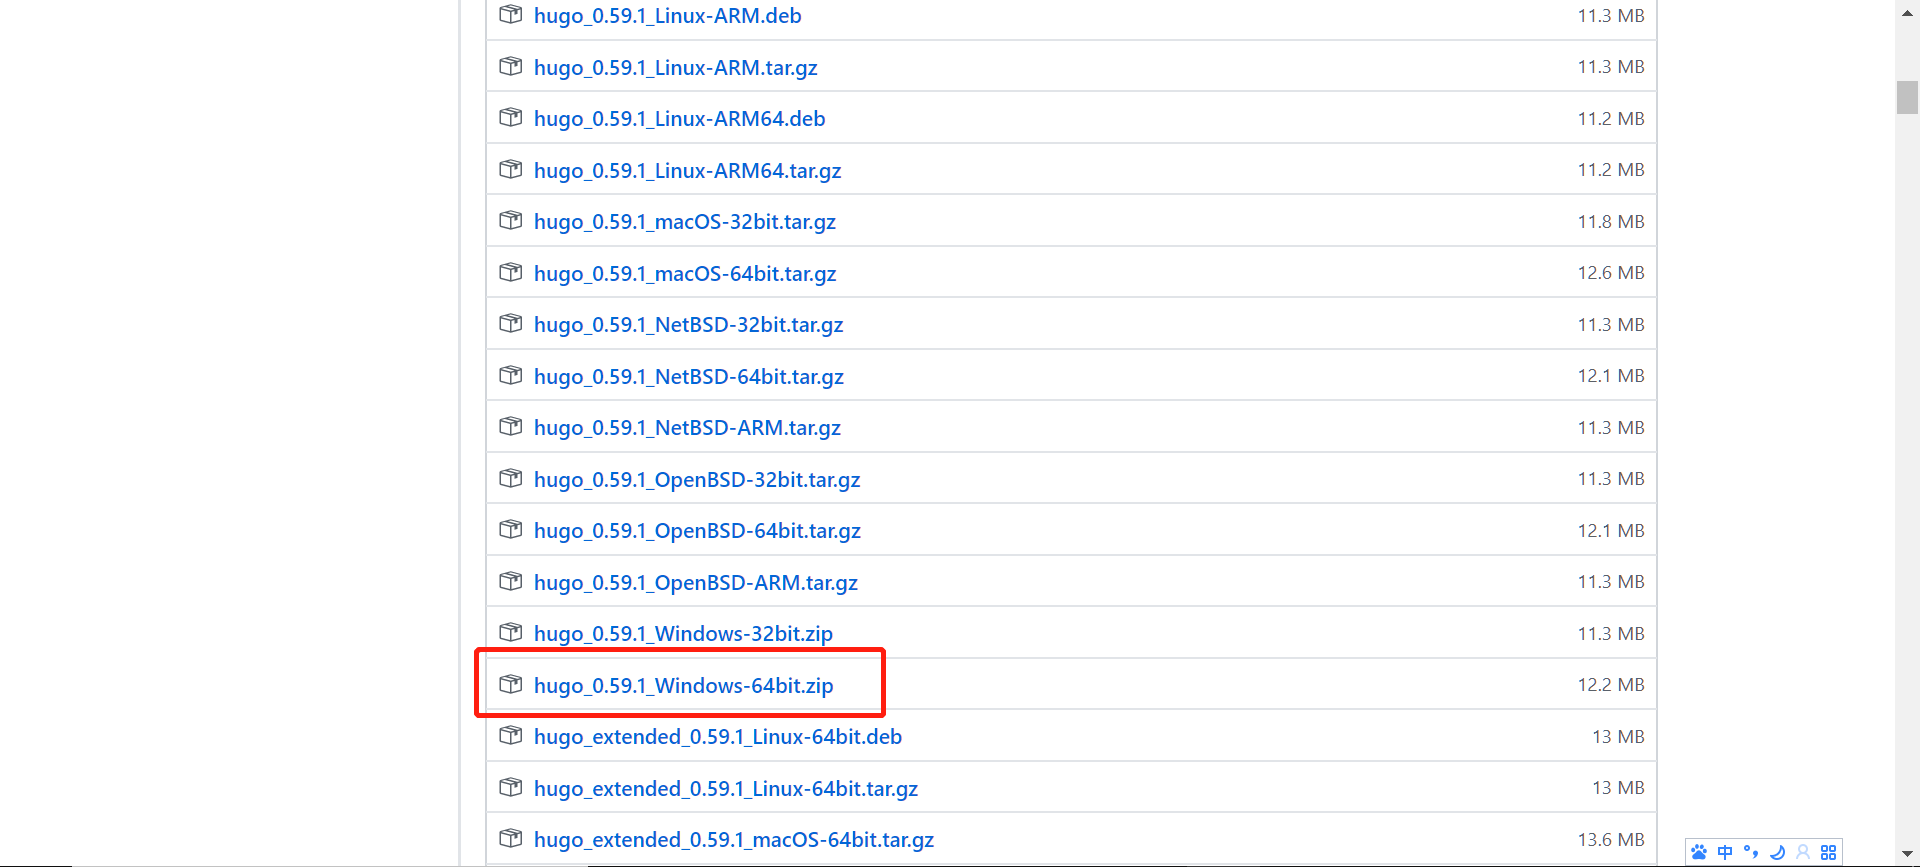 hugo_0.59.1_Linux-ARM.deb 11.3 MB
hugo_0.59.1_Linux-ARM.tar.gz 11.3 MB
hugo_0.59.1_Linux-ARM64.deb 11.2 MB
hugo_0.59.1_Linux-ARM64.tar.gz 11.2 MB
hugo_0.59.1_macOS-32bit.tar.gz 11.8 MB
hugo_0.59.1_macOS-64bit.tar.gz 12.6 MB
hugo_0.59.1_NetBSD-32bit.tar.gz 11.3 MB
hugo_0.59.1_NetBSD-64bit.tar.gz 12.1 MB
hugo_0.59.1_NetBSD-ARM.tar.gz 11.3 MB
hugo_0.59.1_OpenBSD-32bit.tar.gz 11.3 MB
hugo_0.59.1_OpenBSD-64bit.tar.gz 12.1 MB
hugo_0.59.1_OpenBSD-ARM.tar.gz 11.3 MB
hugo_0.59.1_Windows-32bit.zip 11.3 MB
hugo_0.59.1_Windows-64bit.zip 12.2 MB
hugo_extended_0.59.1_Linux-64bit.deb 13 MB
hugo_extended_0.59.1_Linux-64bit.tar.gz 13 MB
hugo_extended_0.59.1_macOS-64bit.tar.gz 13.6 MB
中